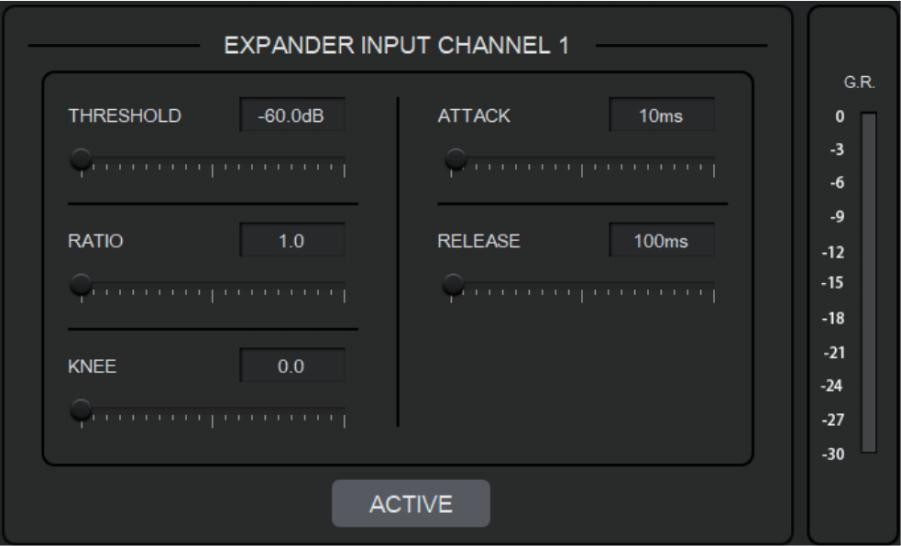 EXPANDER INPUT CHANNEL 1
THRESHOLD -60.0dB
RATIO 1.0
KNEE 0.0
ATTACK 10ms
RELEASE 100ms
ACTIVE
G.R.
0
-3
-6
-9
-12
-15
-18
-21
-24
-27
-30